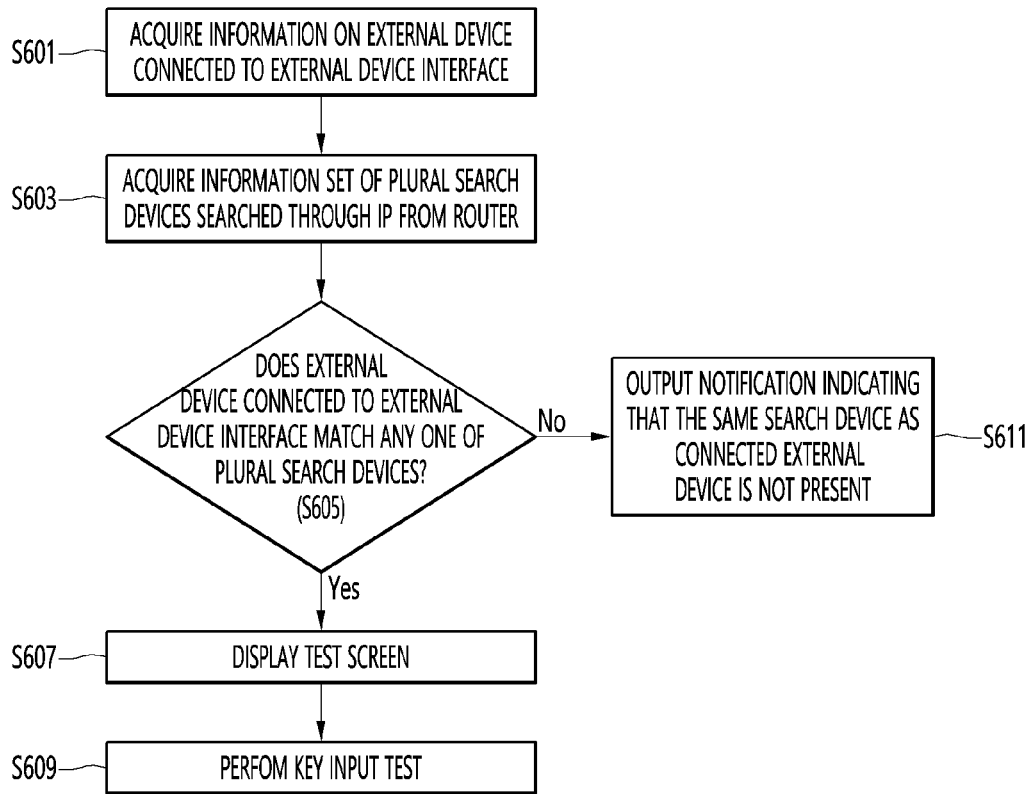 S601
ACQUIRE INFORMATION ON EXTERNAL DEVICE
CONNECTED TO EXTERNAL DEVICE INTERFACE
S603
ACQUIRE INFORMATION SET OF PLURAL SEARCH
DEVICES SEARCHED THROUGH IP FROM ROUTER
DOES EXTERNAL
DEVICE CONNECTED TO EXTERNAL
DEVICE INTERFACE MATCH ANY ONE OF
PLURAL SEARCH DEVICES?
(S605)
No
OUTPUT NOTIFICATION INDICATING
THAT THE SAME SEARCH DEVICE AS
CONNECTED EXTERNAL
DEVICE IS NOT PRESENT
S611
Yes
S607
DISPLAY TEST SCREEN
S609
PERFOM KEY INPUT TEST